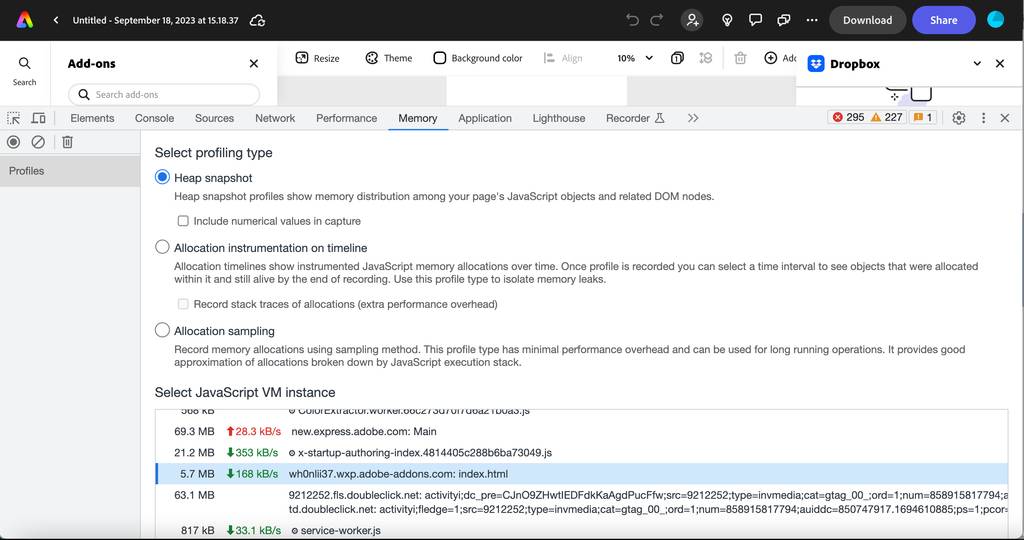 Untitled - September 18, 2023 at 15.18.37
Download
Share
Search
Add-ons
Search add-ons
Resize
Theme
Background color
Align
10%
Adc
Dropbox
Elements
Console
Sources
Network
Performance
Memory
Application
Lighthouse
Recorder
295
227
1
Profiles
Select profiling type
Heap snapshot
Heap snapshot profiles show memory distribution among your page's JavaScript objects and related DOM nodes.
Include numerical values in capture
Allocation instrumentation on timeline
Allocation timelines show instrumented JavaScript memory allocations over time. Once profile is recorded you can select a time interval to see objects that were allocated
within it and still alive by the end of recording. Use this profile type to isolate memory leaks.
Record stack traces of allocations (extra performance overhead)
Allocation sampling
Record memory allocations using sampling method. This profile type has minimal performance overhead and can be used for long running operations. It provides good
approximation of allocations broken down by JavaScript execution stack.
Select JavaScript VM instance
568 kB
69.3 MB 28.3 kB/s new.express.adobe.com: Main
21.2 MB 353 kB/s x-startup-authoring-index.4814405c288b6ba73049.js
5.7 MB 168 kB/s wh0nlii37.wxp.adobe-addons.com: index.html
63.1 MB 9212252.fls.doubleclick.net: activityi;dc_pre=CJnO9ZHwtIEDFdkKaAgdPucFfw;src=9212252;type=invmedia;cat=gtag_00_;ord=1;num=858915817794;a
td.doubleclick.net: activityi;fledge=1;src=9212252;type=invmedia;cat=gtag_00_;ord=1;num=858915817794;auiddc=850747917.1694610885;ps=1;pcor=
817 kB 33.1 kB/s service-worker.js